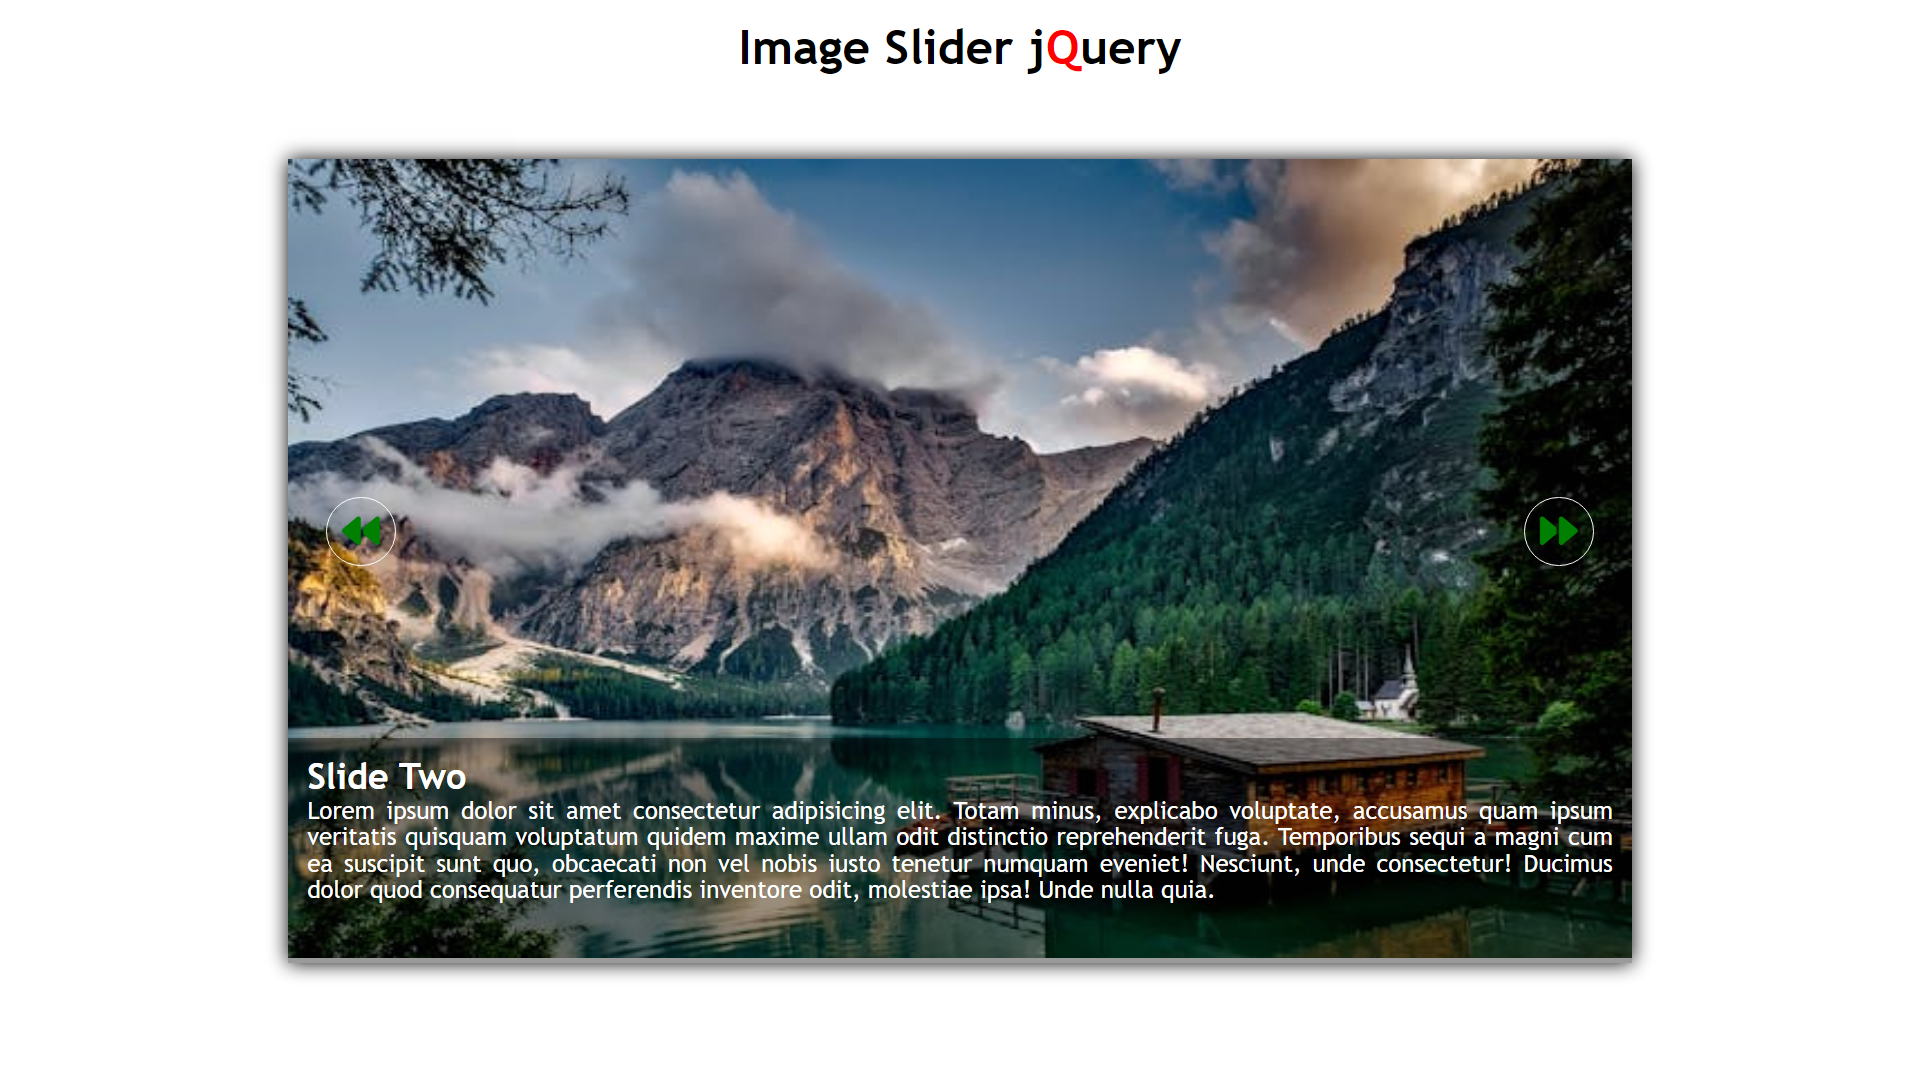 Image Slider jQuery
Slide Two
Lorem ipsum dolor sit amet consectetur adipisicing elit. Totam minus, explicabo voluptate, accusamus quam ipsum
veritatis quisquam voluptatum quidem maxime ullam odit distinctio reprehenderit fuga. Temporibus sequi a magni cum
ea suscipit sunt quo, obcaecati non vel nobis iusto tenetur numquam eveniet! Nesciunt, unde consectetur! Ducimus
dolor quod consequatur perferendis inventore odit, molestiae ipsa! Unde nulla quia.